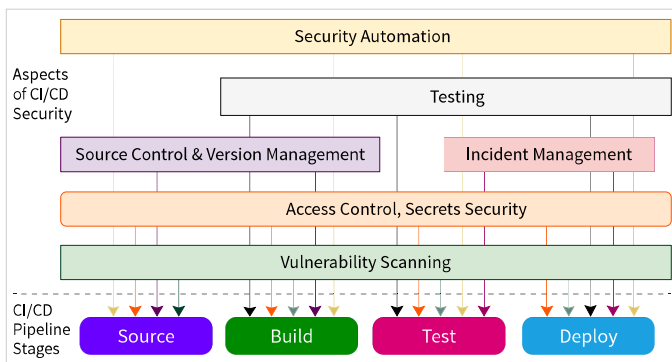 Security Automation
Aspects
of CI/CD
Security
Testing
Source Control & Version Management
Incident Management
Access Control, Secrets Security
Vulnerability Scanning
CI/CD
Pipeline
Stages
Source
Build
Test
Deploy